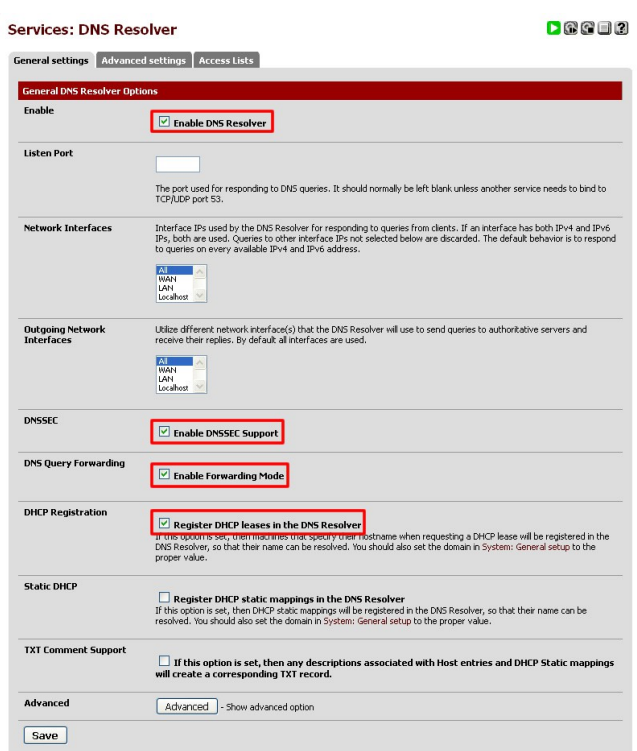 Services: DNS Resolver
General settings Advanced settings Access Lists
General DNS Resolver Options
Enable
Enable DNS Resolver
Listen Port
The port used for responding to DNS queries. It should normally be left blank unless another service needs to bind to
TCP/UDP port 53.
Network Interfaces
Interface IPs used by the DNS Resolver for responding to queries from clients. If an interface has both IPv4 and IPv6
IPs, both are used. Queries to other interface IPs not selected below are discarded. The default behavior is to respond
to queries on every available IPv4 and IPv6 address.
All
WAN
LAN
Localhost
Outgoing Network
Interfaces
Utilize different network interface(s) that the DNS Resolver will use to send queries to authoritative servers and
receive their replies. By default all interfaces are used.
All
WAN
LAN
Localhost
DNSSEC
Enable DNSSEC Support
DNS Query Forwarding
Enable Forwarding Mode
DHCP Registration
Register DHCP leases in the DNS Resolver
If this option is set, then machines that specify their hostname when requesting a DHCP lease will be registered in the
DNS Resolver, so that their name can be resolved. You should also set the domain in System: General setup to the
proper value.
Static DHCP
Register DHCP static mappings in the DNS Resolver
If this option is set, then DHCP static mappings will be registered in the DNS Resolver, so that their name can be
resolved. You should also set the domain in System: General setup to the proper value.
TXT Comment Support
If this option is set, then any descriptions associated with Host entries and DHCP Static mappings
will create a corresponding TXT record.
Advanced
Advanced - Show advanced option
Save